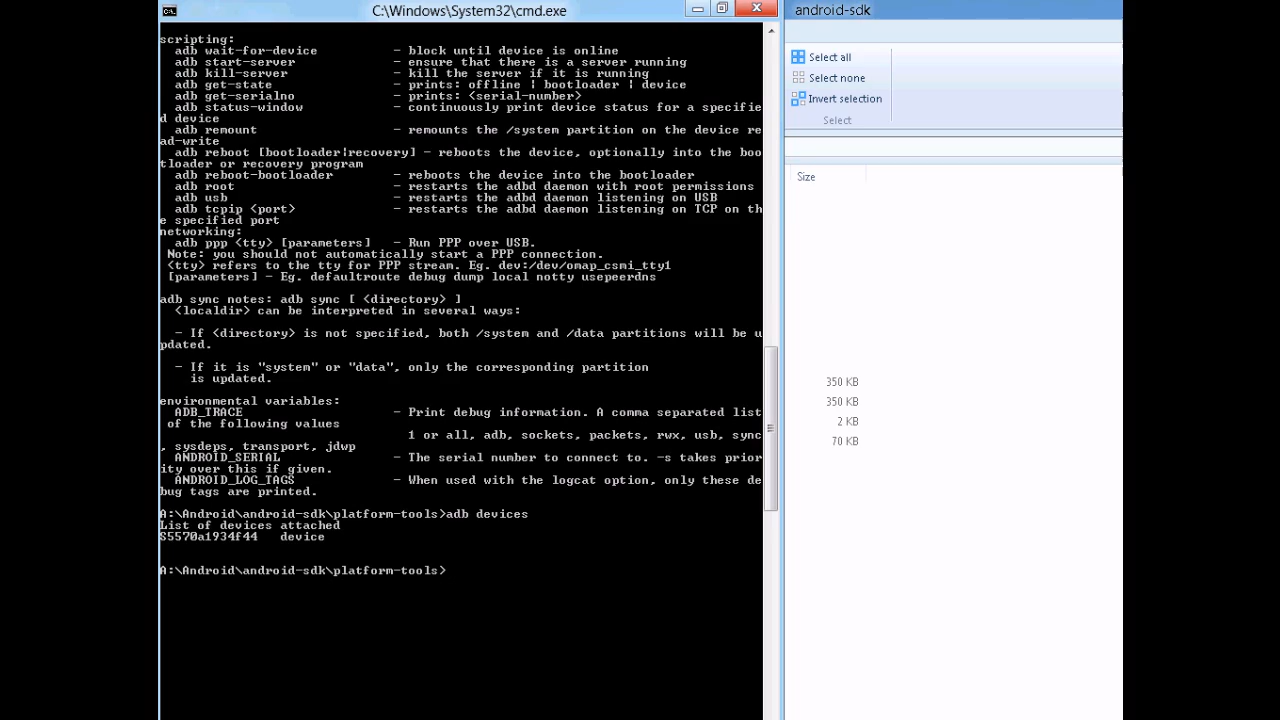 C:\Windows\System32\cmd.exe
scripting:
adb wait-for-device - block until device is online
adb start-server - ensure that there is a server running
adb kill-server - kill the server if it is running
adb get-state - prints: offline | bootloader | device
adb get-serialno - prints: <serial-number>
adb status-window - continuously print device status for a specifie
d device
adb remount - remounts the /system partition on the device re
ad-write
adb reboot [bootloader|recovery] - reboots the device, optionally into the boo
tloader or recovery program
adb reboot-bootloader - reboots the device into the bootloader
adb root - restarts the adbd daemon with root permissions
adb usb - restarts the adbd daemon listening on USB
adb tcpip <port> - restarts the adbd daemon listening on TCP on th
e specified port
networking:
adb ppp <tty> [parameters] - Run PPP over USB.
Note: you should not automatically start a PPP connection.
<tty> refers to the tty for PPP stream. Eg. dev:/dev/omap_csmi_tty1
[parameters] - Eg. defaultroute debug dump local notty usepeerdns
adb sync notes: adb sync [ <directory> ]
<localdir> can be interpreted in several ways:
- If <directory> is not specified, both /system and /data partitions will be u
pdated.
- If it is "system" or "data", only the corresponding partition
is updated.
environmental variables:
ADB_TRACE - Print debug information. A comma separated list
of the following values
1 or all, adb, sockets, packets, rwx, usb, sync
, sysdeps, transport, jdwp
ANDROID_SERIAL - The serial number to connect to. -s takes prior
ity over this if given.
ANDROID_LOG_TAGS - When used with the logcat option, only these de
bug tags are printed.
A:\Android\android-sdk\platform-tools>adb devices
List of devices attached
S5570a1934f44 device
A:\Android\android-sdk\platform-tools>
android-sdk
Select all
Select none
Invert selection
Select
Size
350 KB
350 KB
2 KB
70 KB